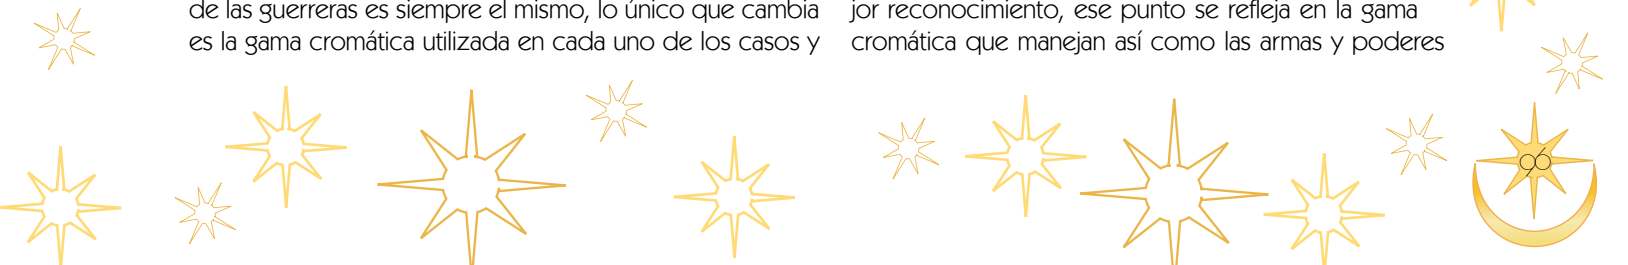 de las guerreras es siempre el mismo, lo único que cambia
es la gama cromática utilizada en cada uno de los casos y
jor reconocimiento, ese punto se refleja en la gama
cromática que manejan así como las armas y poderes
96